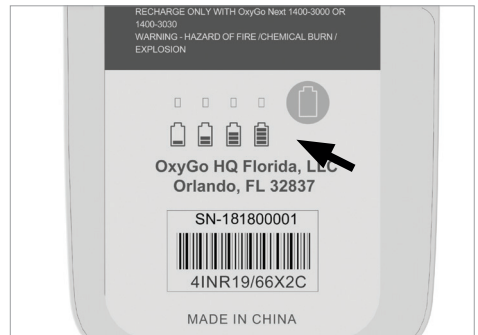 RECHARGE ONLY WITH OxyGo Next 1400-3000 OR
1400-3030
WARNING - HAZARD OF FIRE /CHEMICAL BURN /
EXPLOSION
OxyGo HQ Florida, LLC
Orlando, FL 32837
SN-181800001
4INR19/66X2C
MADE IN CHINA